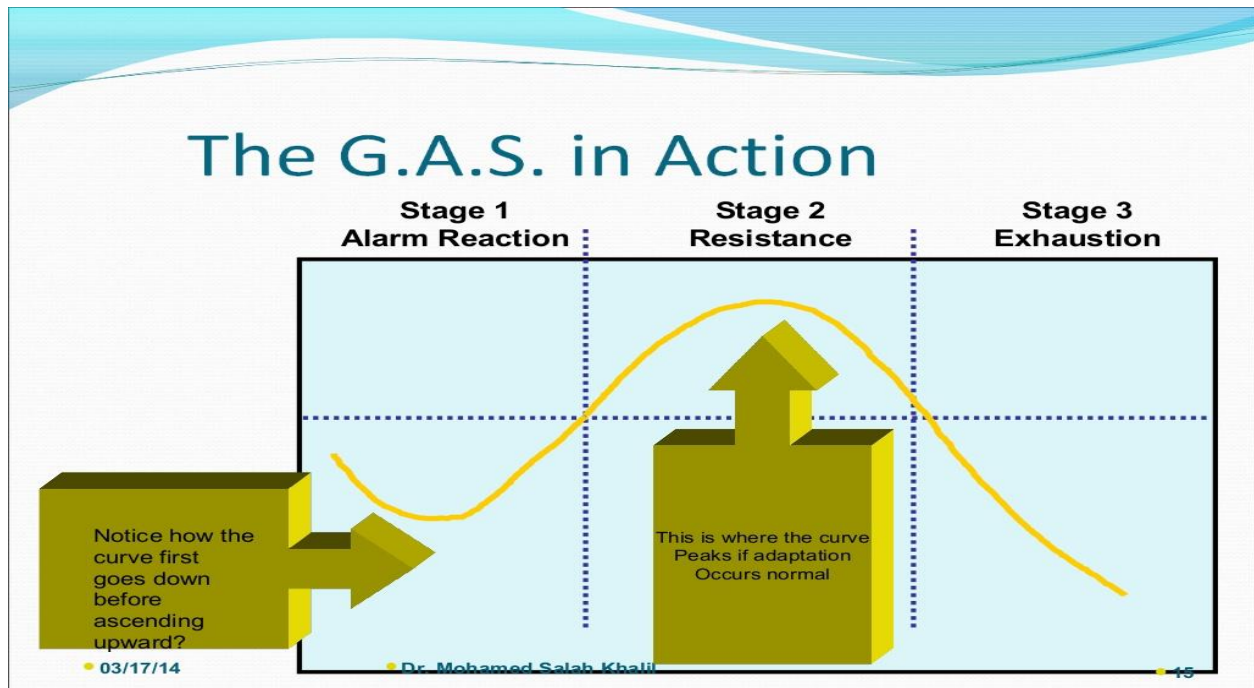 The G.A.S. in Action
Stage 1
Alarm Reaction
Stage 2
Resistance
Stage 3
Exhaustion
Notice how the
curve first
goes down
before
ascending
upward?
This is where the curve
Peaks if adaptation
Occurs normal
03/17/14
Dr. Mohamed Salah Khalil
15